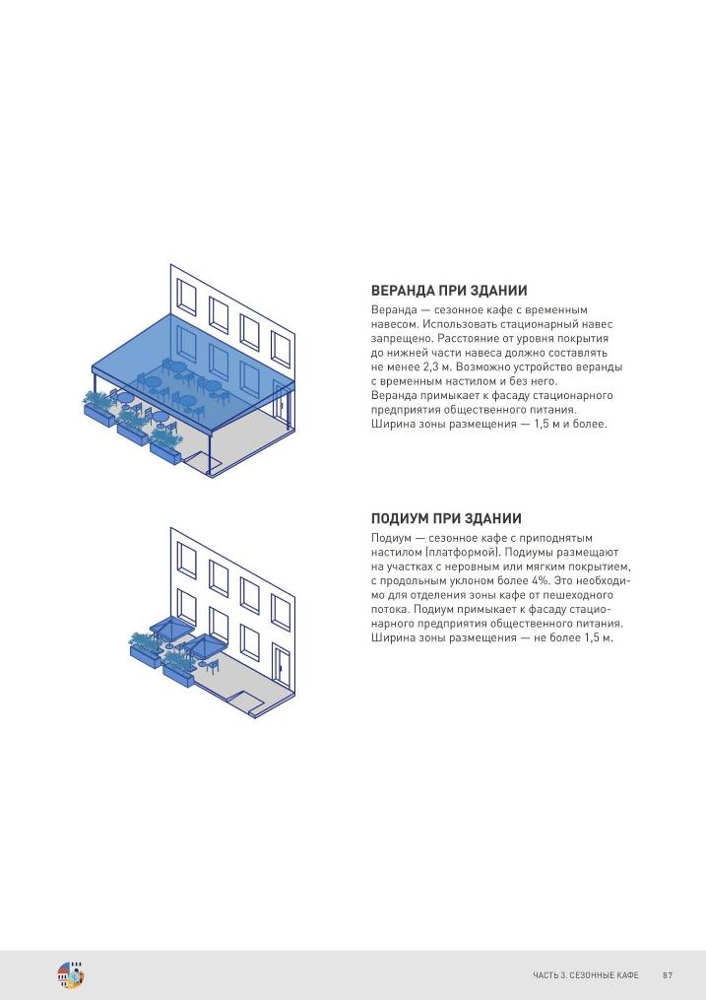 ВЕРАНДА ПРИ ЗДАНИИ
Веранда — сезонное кафе с временным
навесом. Использовать стационарный навес
запрещено. Расстояние от уровня покрытия
до нижней части навеса должно составлять
не менее 2,3 м. Возможно устройство веранды
с временным настилом и без него.
Веранда примыкает к фасаду стационарного
предприятия общественного питания.
Ширина зоны размещения — 1,5 м и более.
ПОДИУМ ПРИ ЗДАНИИ
Подиум — сезонное кафе с приподнятым
настилом (платформой). Подиумы размещают
на участках с неровным или мягким покрытием,
с продольным уклоном более 4%. Это необходи-
мо для отделения зоны кафе от пешеходного
потока. Подиум примыкает к фасаду стацио-
нарного предприятия общественного питания.
Ширина зоны размещения — не более 1,5 м.
ЧАСТЬ 3. СЕЗОННЫЕ КАФЕ 87